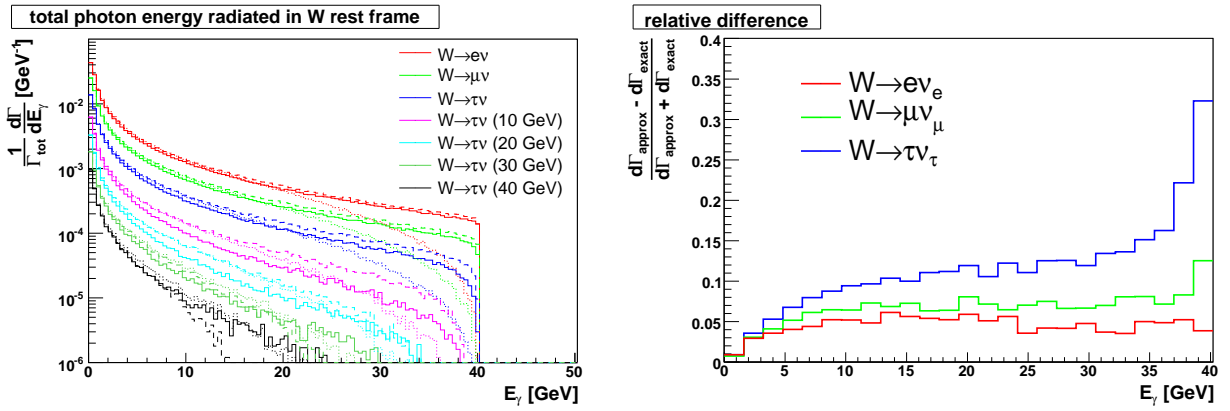 total photon energy radiated in W rest frame
1/Γtot dΓ/dEγ [GeV⁻¹]
10⁻²
10⁻³
10⁻⁴
10⁻⁵
10⁻⁶
W→eν
W→μν
W→τν
W→τν (10 GeV)
W→τν (20 GeV)
W→τν (30 GeV)
W→τν (40 GeV)
0 10 20 30 40 50
Eγ [GeV]
relative difference
dΓapprox - dΓexact
dΓapprox + dΓexact
0.4
0.35
0.3
0.25
0.2
0.15
0.1
0.05
0
W→eνe
W→μνμ
W→τντ
0 5 10 15 20 25 30 35 40
Eγ [GeV]